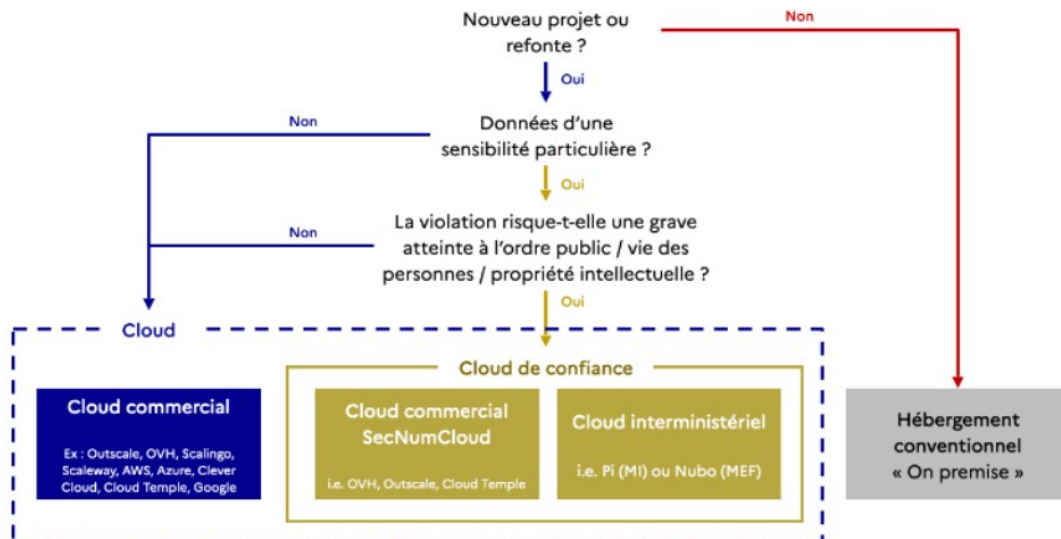 Nouveau projet ou
refonte ?
Non
Oui
Non
Données d'une
sensibilité particulière ?
Oui
Non
La violation risque-t-elle une grave
atteinte à l'ordre public / vie des
personnes / propriété intellectuelle ?
Oui
Cloud
Cloud de confiance
Cloud commercial
Ex : Outscale, OVH, Scalingo,
Scaleway, AWS, Azure, Clever
Cloud, Cloud Temple, Google
Cloud commercial
SecNumCloud
i.e. OVH, Outscale, Cloud Temple
Cloud interministériel
i.e. Pi (MI) ou Nubo (MEF)
Hébergement
conventionnel
« On premise »